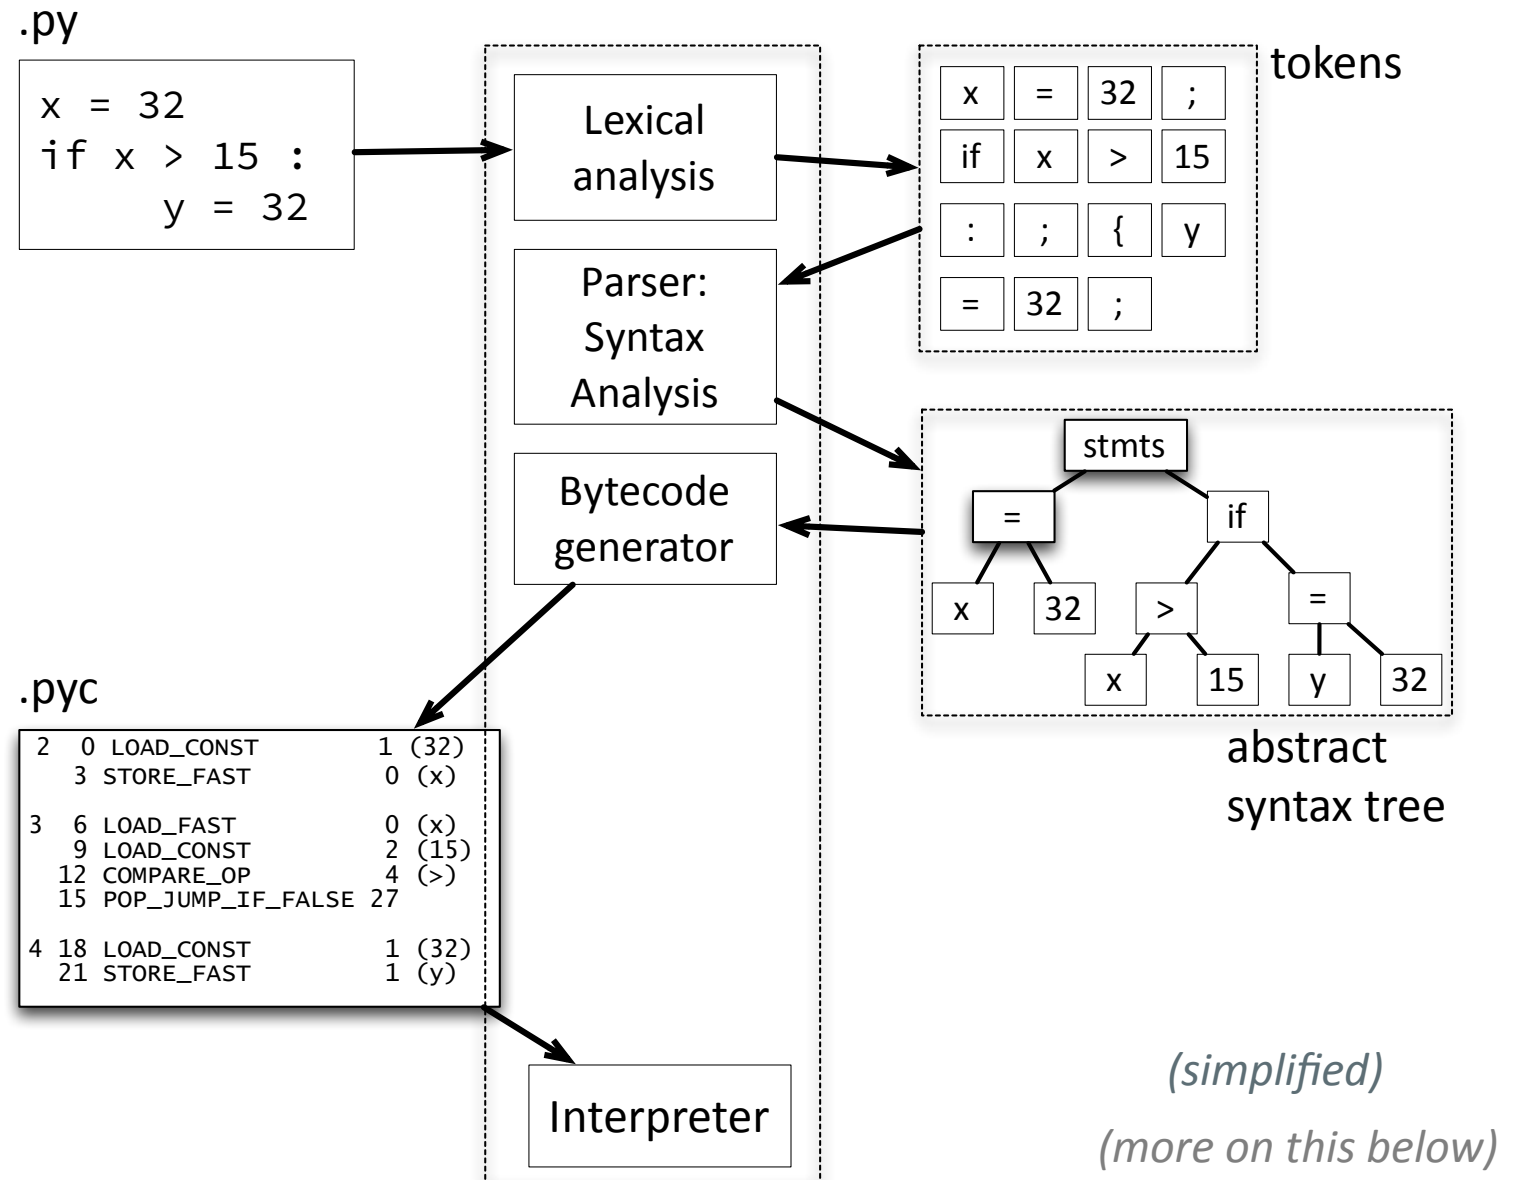 .py
x = 32
if x > 15 :
y = 32
Lexical
analysis
tokens
x = 32 ;
if x > 15
: ; { y
= 32 ;
Parser:
Syntax
Analysis
stmts
= if
x 32 > =
x 15 y 32
abstract
syntax tree
Bytecode
generator
.pyc
2 0 LOAD_CONST 1 (32)
3 STORE_FAST 0 (x)
3 6 LOAD_FAST 0 (x)
9 LOAD_CONST 2 (15)
12 COMPARE_OP 4 (>)
15 POP_JUMP_IF_FALSE 27
4 18 LOAD_CONST 1 (32)
21 STORE_FAST 1 (y)
Interpreter
(simplified)
(more on this below)